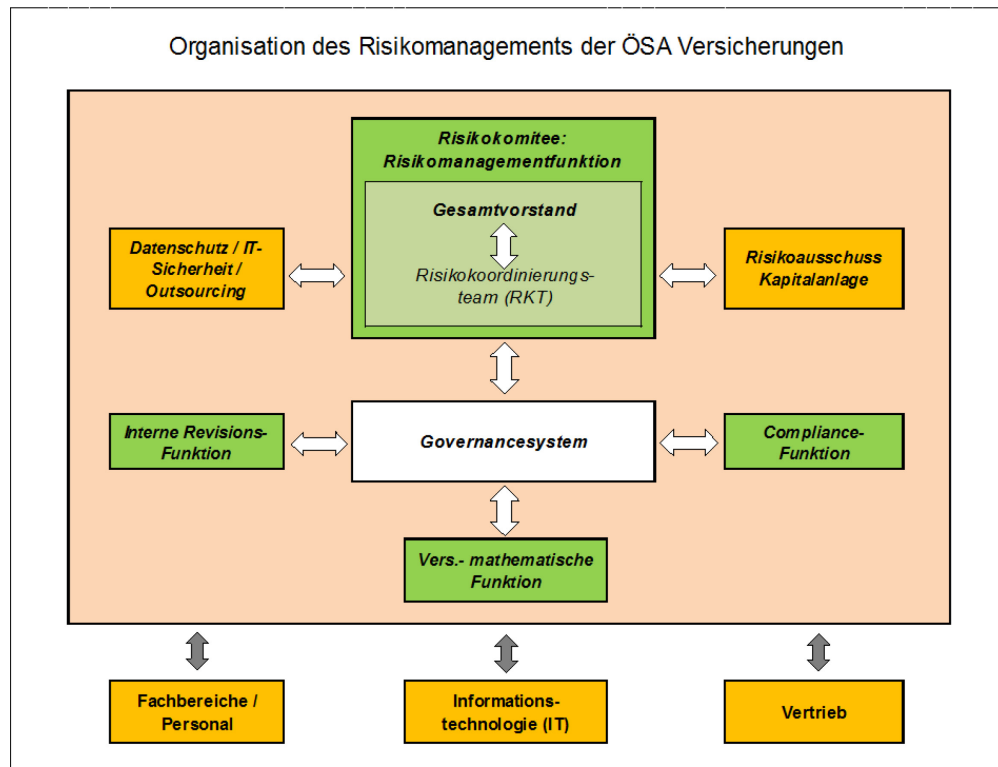 Organisation des Risikomanagements der ÖSA Versicherungen
Risikokomitee:
Risikomanagementfunktion
Gesamtvorstand
Risikokoordinierungs-
team (RKT)
Datenschutz / IT-
Sicherheit /
Outsourcing
Risikoausschuss
Kapitalanlage
Interne Revisions-
Funktion
Governancesystem
Compliance-
Funktion
Vers.- mathematische
Funktion
Fachbereiche /
Personal
Informations-
technologie (IT)
Vertrieb